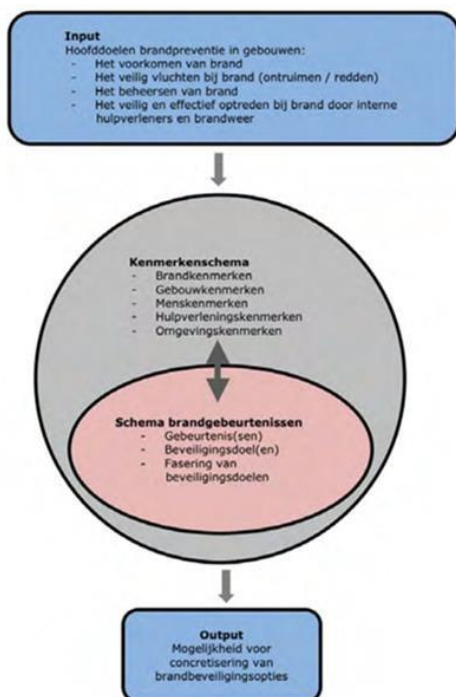 Input
Hoofddoelen brandpreventie in gebouwen:
- Het voorkomen van brand
- Het veilig vluchten bij brand (ontruimen / redden)
- Het beheersen van brand
- Het veilig en effectief optreden bij brand door interne
hulpverleners en brandweer
Kenmerkenschema
- Brandkenmerken
- Gebouwkenmerken
- Menskenmerken
- Hulpverleningskenmerken
- Omgevingskenmerken
Schema brandgebeurtenissen
- Gebeurtenis(sen)
- Beveiligingsdoel(en)
- Fasering van
beveiligingsdoelen
Output
Mogelijkheid voor
concretisering van
brandbeveiligingsopties